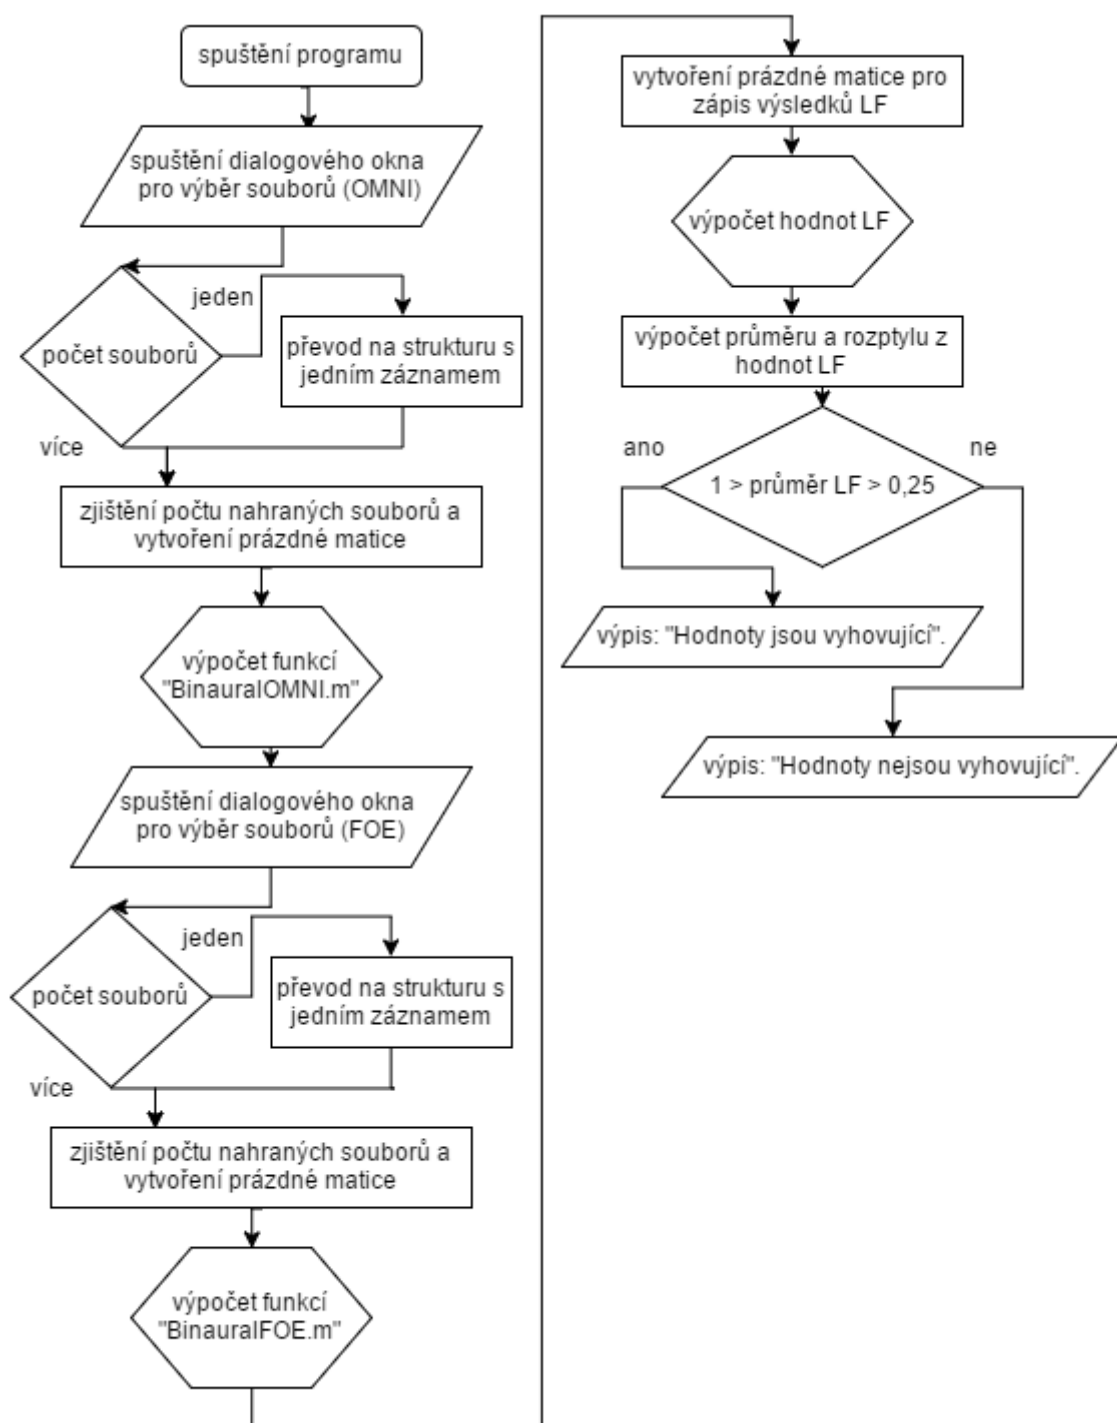 spuštění programu
spuštění dialogového okna
pro výběr souborů (OMNI)
jeden
počet souborů
převod na strukturu s
jedním záznamem
více
zjištění počtu nahraných souborů a
vytvoření prázdné matice
výpočet funkcí
"BinauralOMNI.m"
spuštění dialogového okna
pro výběr souborů (FOE)
jeden
počet souborů
převod na strukturu s
jedním záznamem
více
zjištění počtu nahraných souborů a
vytvoření prázdné matice
výpočet funkcí
"BinauralFOE.m"
vytvoření prázdné matice pro
zápis výsledků LF
výpočet hodnot LF
výpočet průměru a rozptylu z
hodnot LF
ano
ne
1 > průměr LF > 0,25
výpis: "Hodnoty jsou vyhovující".
výpis: "Hodnoty nejsou vyhovující".